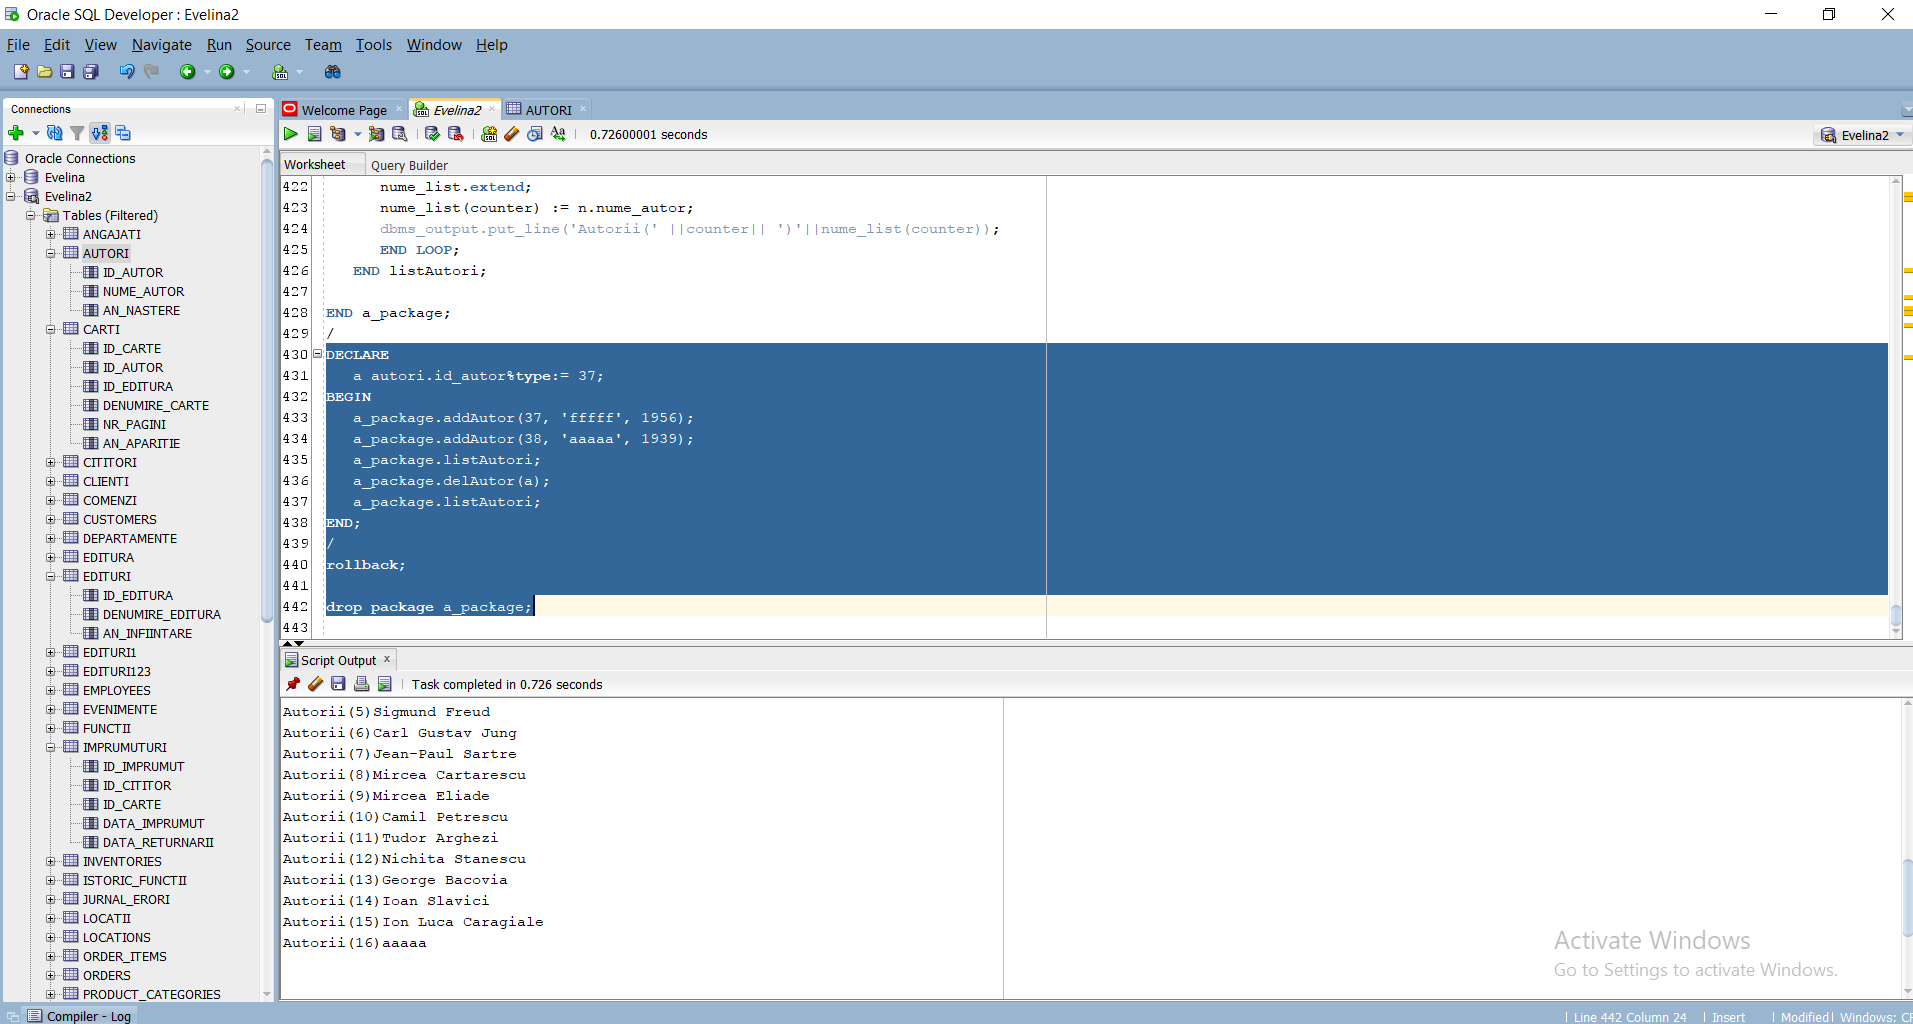 Oracle SQL Developer : Evelina2
File Edit View Navigate Run Source Team Tools Window Help
Connections
Oracle Connections
Evelina
Evelina2
Tables (Filtered)
ANGAJATI
AUTORI
ID_AUTOR
NUME_AUTOR
AN_NASTERE
CARTI
ID_CARTE
ID_AUTOR
ID_EDITURA
DENUMIRE_CARTE
NR_PAGINI
AN_APARITIE
CITITORI
CLIENTI
COMENZI
CUSTOMERS
DEPARTAMENTE
EDITURA
EDITURI
ID_EDITURA
DENUMIRE_EDITURA
AN_INFIINTARE
EDITURI1
EDITURI123
EMPLOYEES
EVENIMENTE
FUNCTII
IMPRUMUTURI
ID_IMPRUMUT
ID_CITITOR
ID_CARTE
DATA_IMPRUMUT
DATA_RETURNARII
INVENTORIES
ISTORIC_FUNCTII
JURNAL_ERORI
LOCATII
LOCATIONS
ORDER_ITEMS
ORDERS
PRODUCT_CATEGORIES
Welcome Page Evelina2 AUTORI
0.72600001 seconds
Evelina2
Worksheet Query Builder
422 nume_list.extend;
423 nume_list(counter) := n.nume_autor;
424 dbms_output.put_line('Autorii(' ||counter|| ')'||nume_list(counter));
425 END LOOP;
426 END listAutori;
427
428 END a_package;
429 /
430 DECLARE
431 a autori.id_autor%type:= 37;
432 BEGIN
433 a_package.addAutor(37, 'fffff', 1956);
434 a_package.addAutor(38, 'aaaaa', 1939);
435 a_package.listAutori;
436 a_package.delAutor(a);
437 a_package.listAutori;
438 END;
439 /
440 rollback;
441
442 drop package a_package;
443
Script Output
Task completed in 0.726 seconds
Autorii(5)Sigmund Freud
Autorii(6)Carl Gustav Jung
Autorii(7)Jean-Paul Sartre
Autorii(8)Mircea Cartarescu
Autorii(9)Mircea Eliade
Autorii(10)Camil Petrescu
Autorii(11)Tudor Arghezi
Autorii(12)Nichita Stanescu
Autorii(13)George Bacovia
Autorii(14)Ioan Slavici
Autorii(15)Ion Luca Caragiale
Autorii(16)aaaaa
Activate Windows
Go to Settings to activate Windows.
Compiler - Log
Line 442 Column 24 Insert Modified Windows: